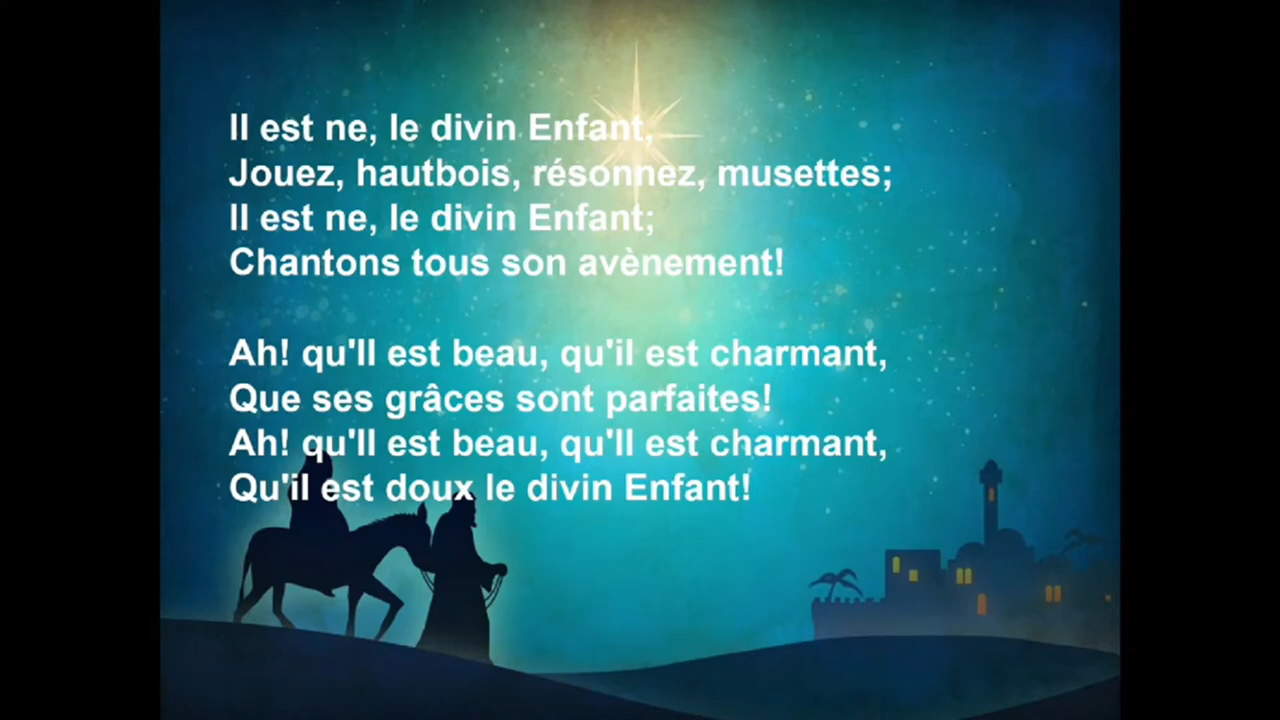 Il est ne, le divin Enfant,
Jouez, hautbois, résonnez, musettes;
Il est ne, le divin Enfant;
Chantons tous son avènement!
Ah! qu'Il est beau, qu'il est charmant,
Que ses grâces sont parfaites!
Ah! qu'Il est beau, qu'Il est charmant,
Qu'il est doux le divin Enfant!